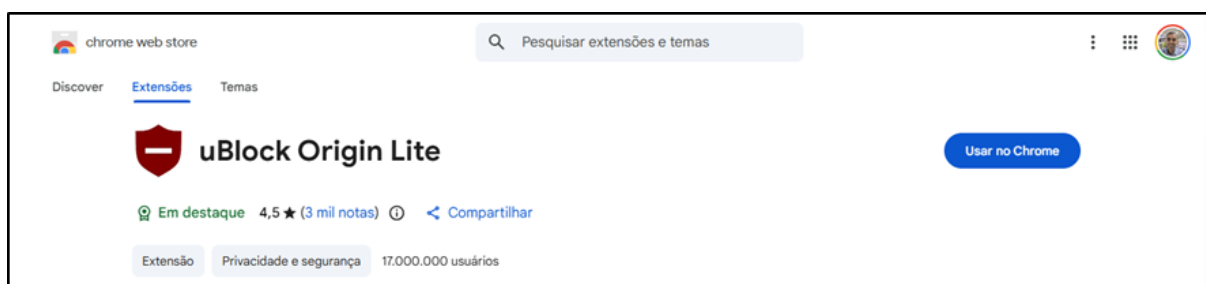 chrome web store
Pesquisar extensões e temas
Discover Extensões Temas
uBlock Origin Lite
Usar no Chrome
Em destaque 4,5 ★ (3 mil notas) Compartilhar
Extensão Privacidade e segurança 17.000.000 usuários